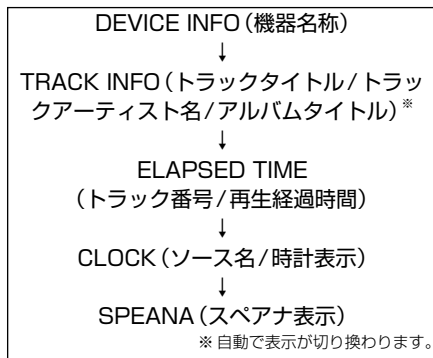 DEVICE INFO（機器名称）
↓
TRACK INFO（トラックタイトル/トラッ
クアーティスト名/アルバムタイトル）※
↓
ELAPSED TIME
（トラック番号/再生経過時間）
↓
CLOCK（ソース名/時計表示）
↓
SPEANA（スペアナ表示）
※ 自動で表示が切り換わります。